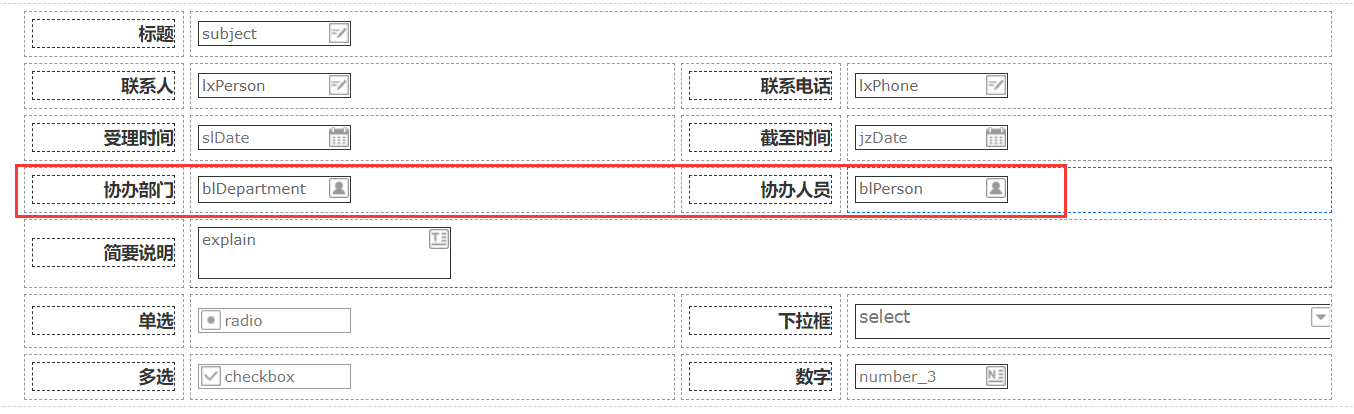 标题 subject
联系人 lxPerson 联系电话 lxPhone
受理时间 slDate 截至时间 jzDate
协办部门 blDepartment 协办人员 blPerson
简要说明 explain
单选 radio 下拉框 select
多选 checkbox 数字 number_3